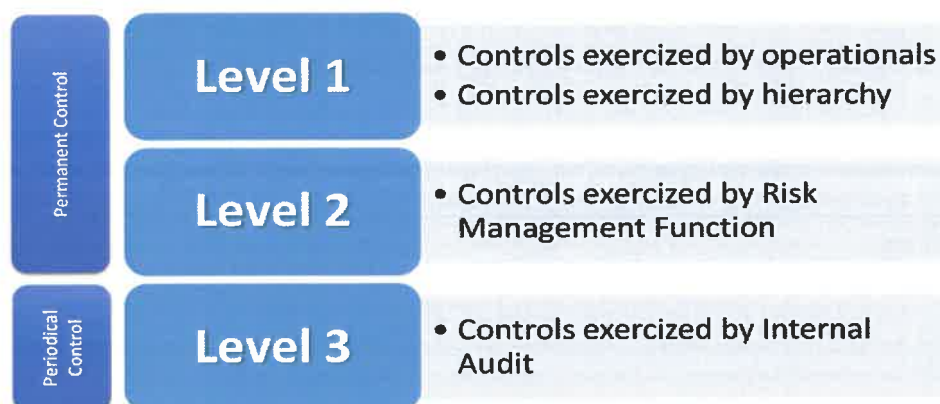 Permanent Control
Level 1
• Controls exercized by operationals
• Controls exercized by hierarchy
Level 2
• Controls exercized by Risk
Management Function
Periodical
Control
Level 3
• Controls exercized by Internal
Audit